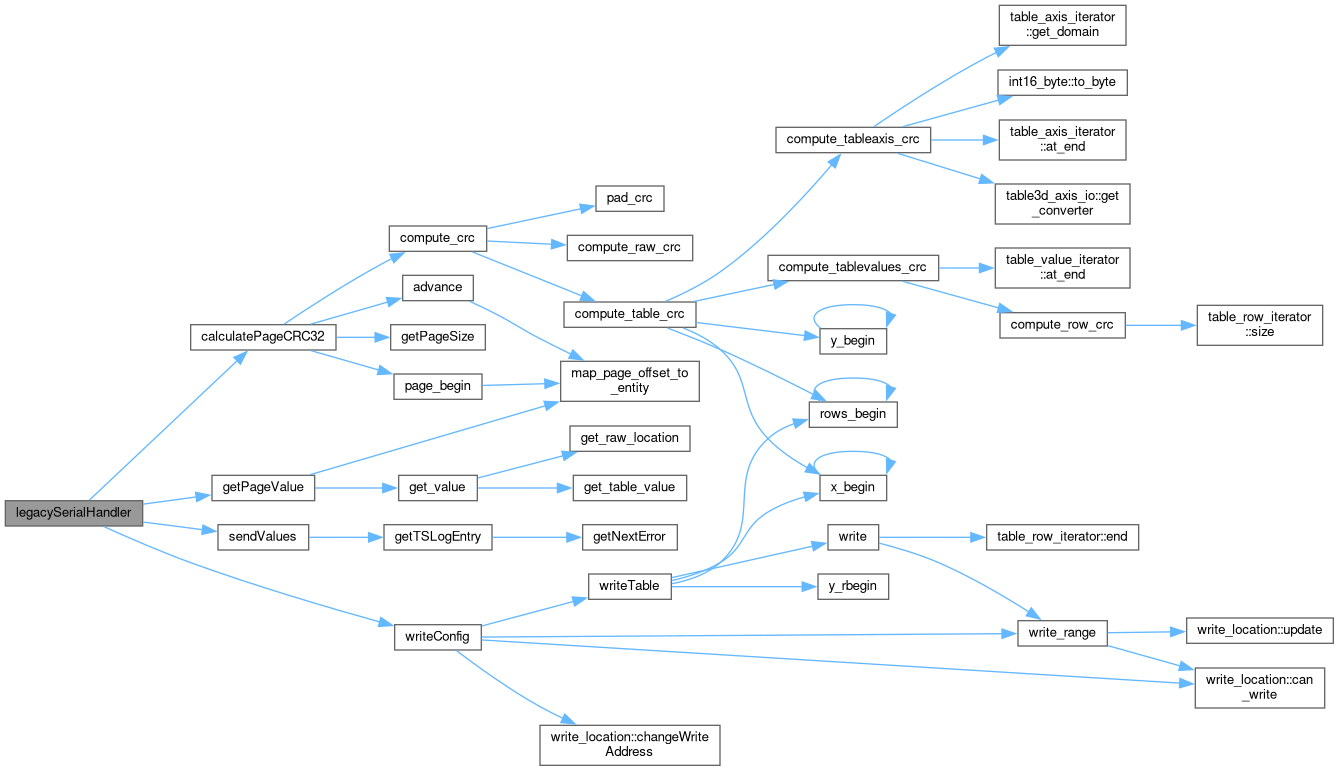 table_axis_iterator
::get_domain
int16_byte::to_byte
compute_tableaxis_crc
table_axis_iterator
::at_end
table3d_axis_io::get
_converter
pad_crc
compute_crc
compute_raw_crc
compute_tablevalues_crc
table_value_iterator
::at_end
advance
compute_table_crc
compute_row_crc
table_row_iterator
::size
calculatePageCRC32
getPageSize
y_begin
page_begin
map_page_offset_to
_entity
rows_begin
get_raw_location
getPageValue
get_value
get_table_value
x_begin
legacySerialHandler
sendValues
getTSLogEntry
getNextError
write
table_row_iterator::end
writeTable
y_rbegin
writeConfig
write_range
write_location::update
write_location::can
_write
write_location::changeWrite
Address